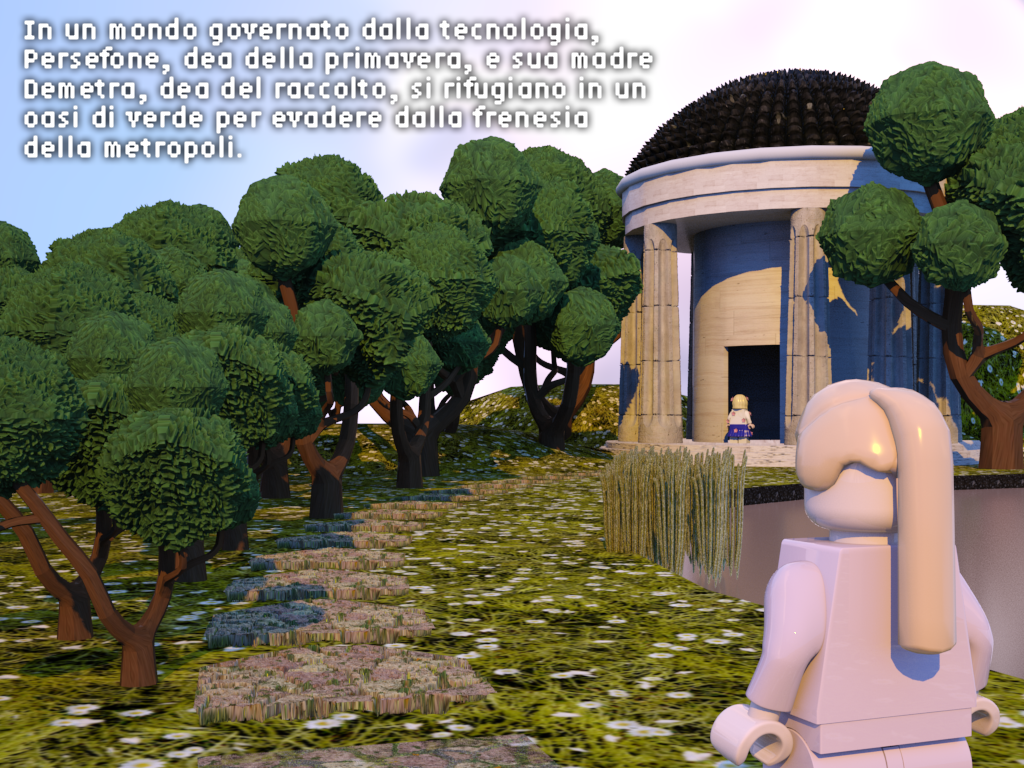 In un mondo governato dalla tecnologia,
Persefone, dea della primavera, e sua madre
Demetra, dea del raccolto, si rifugiano in un
oasi di verde per evadere dalla frenesia
della metropoli.